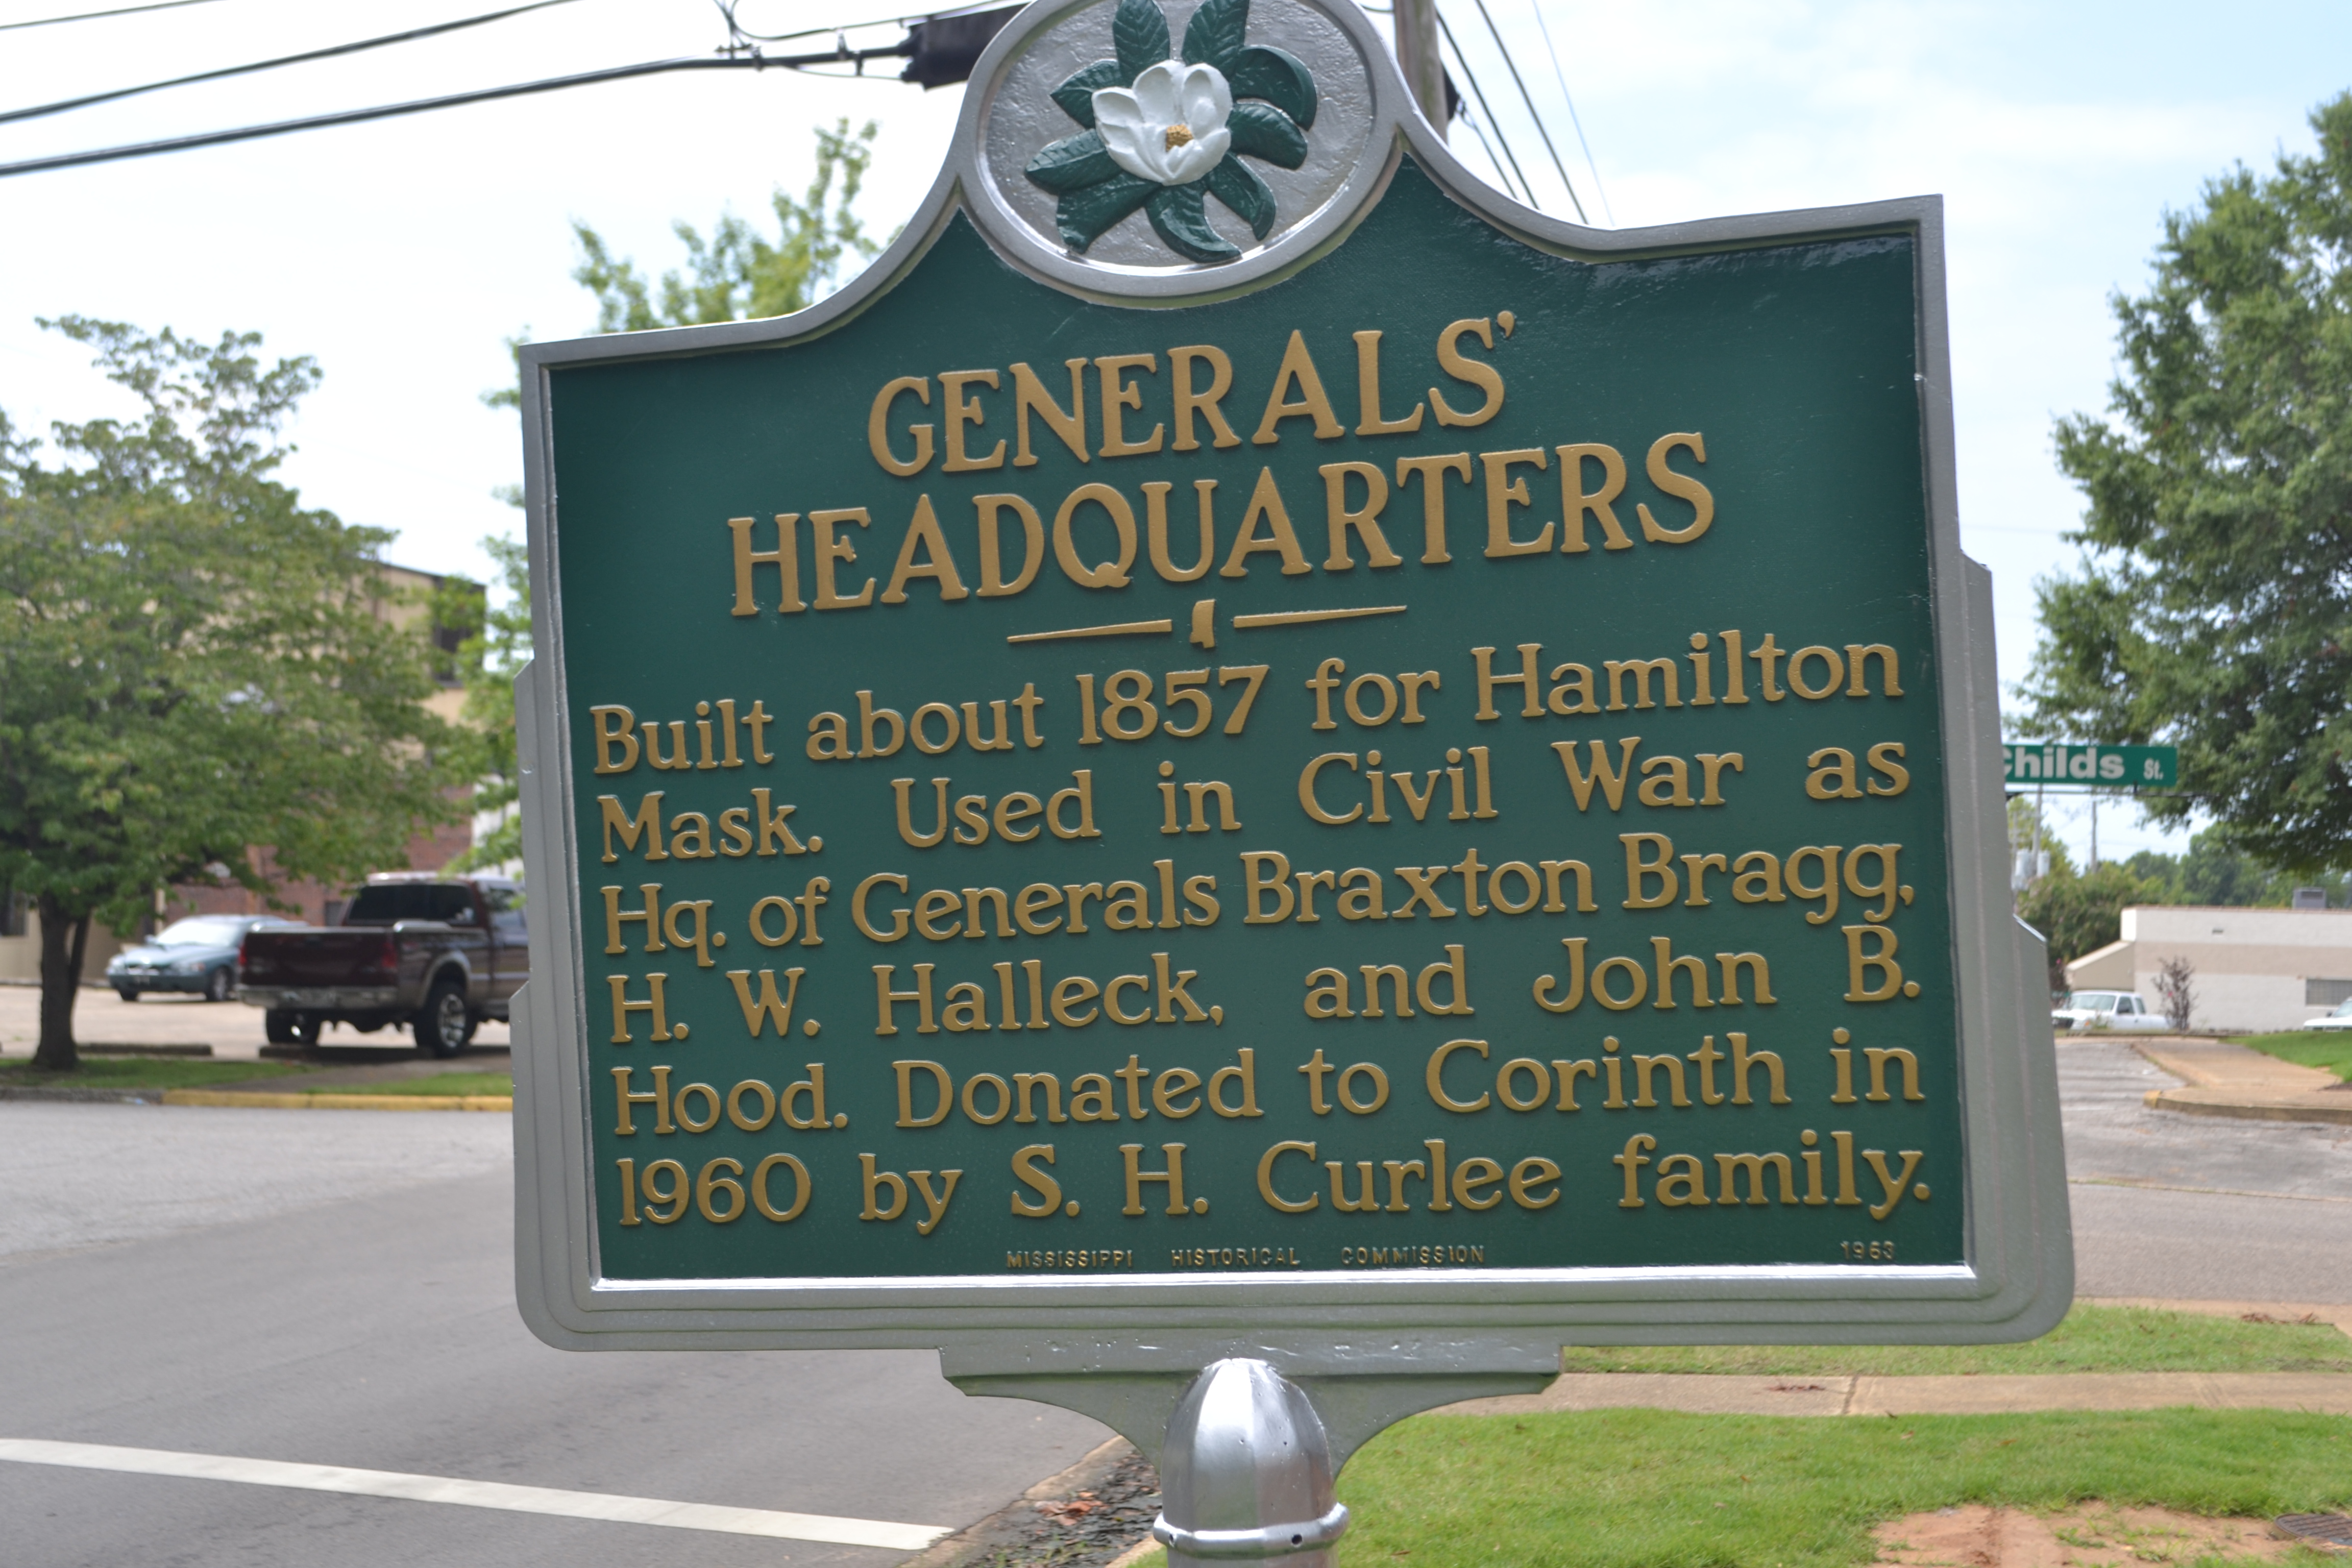 GENERALS'
HEADQUARTERS
Built about 1857 for Hamilton
Mask. Used in Civil War as
Hq. of Generals Braxton Bragg,
H. W. Halleck, and John B.
Hood. Donated to Corinth in
1960 by S. H. Curlee family.
MISSISSIPPI HISTORICAL COMMISSION 1963
Childs St.